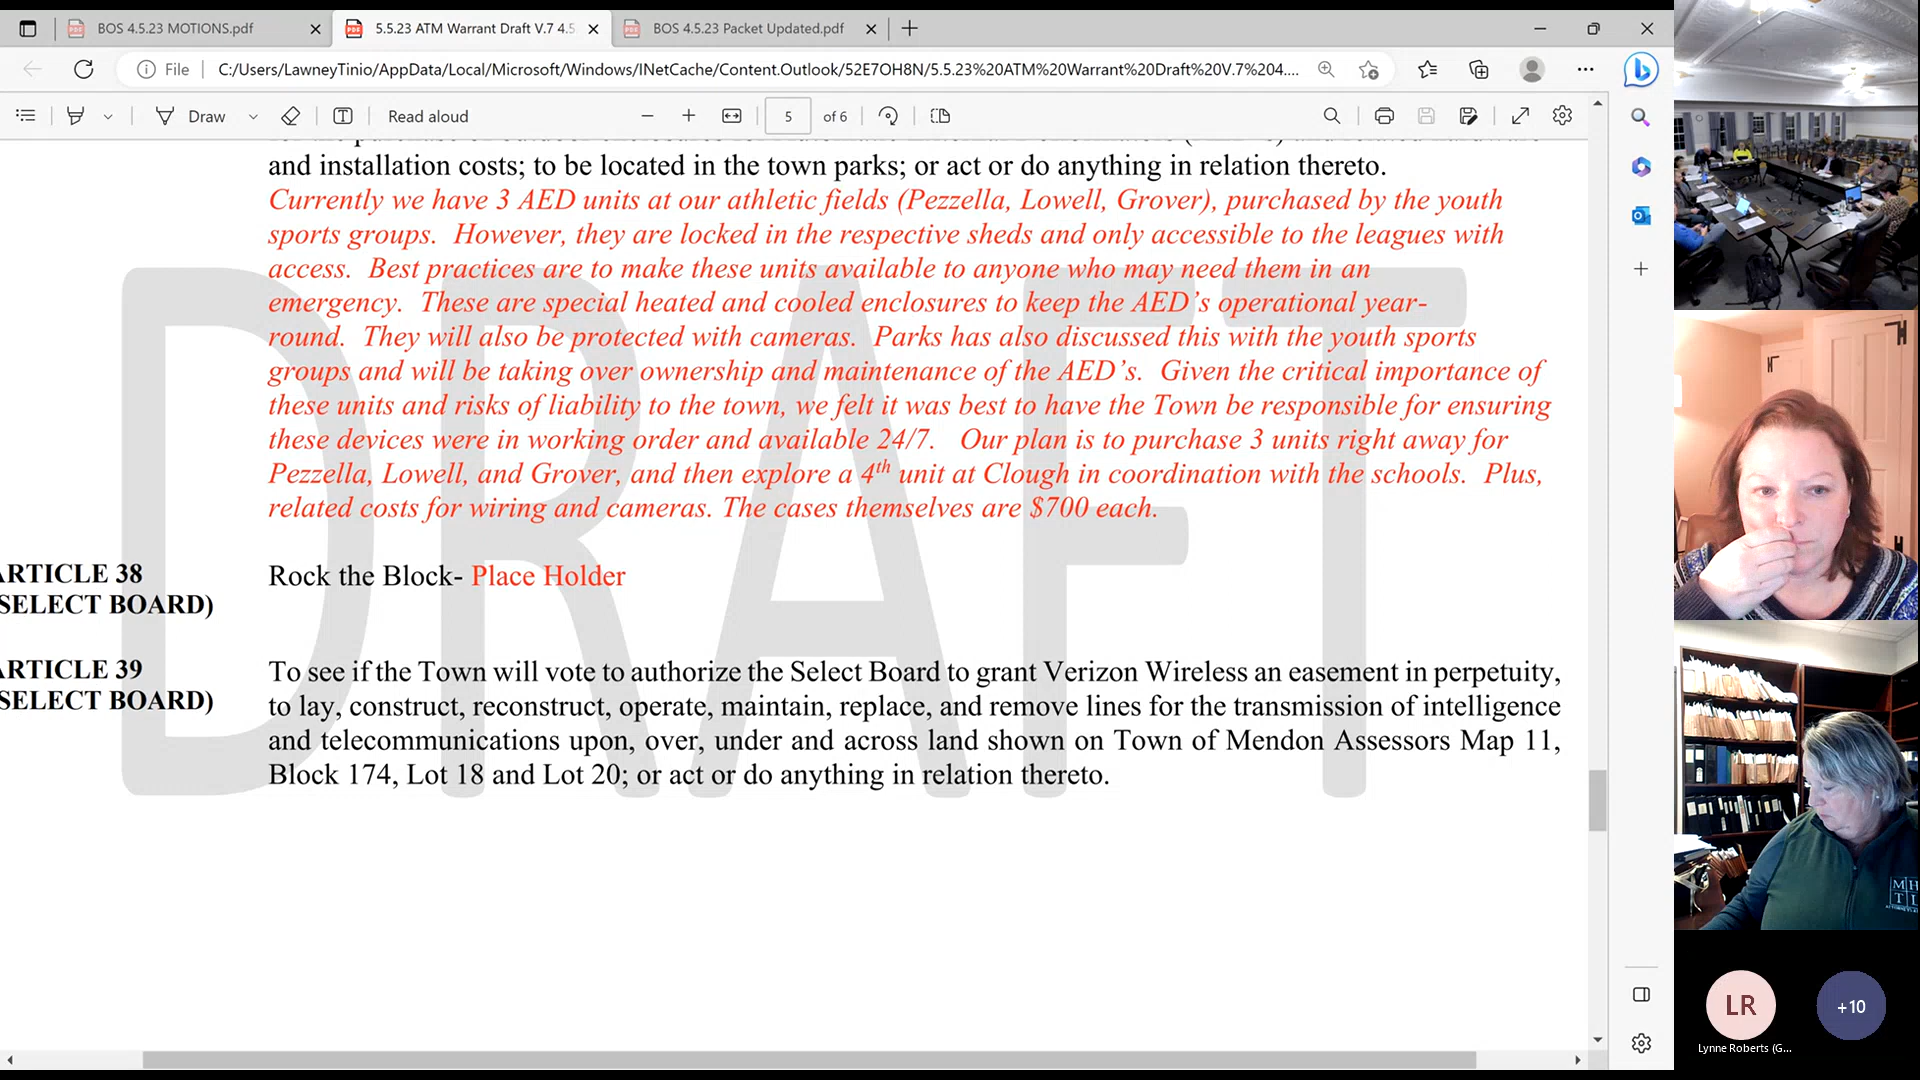 BOS 4.5.23 MOTIONS.pdf
5.5.23 ATM Warrant Draft V.7 4.5
BOS 4.5.23 Packet Updated.pdf
File
C:/Users/LawneyTinio/AppData/Local/Microsoft/Windows/INetCache/Content.Outlook/52E7OH8N/5.5.23%20ATM%20Warrant%20Draft%20V.7%204....
Draw
Read aloud
5
of 6
and installation costs; to be located in the town parks; or act or do anything in relation thereto.
Currently we have 3 AED units at our athletic fields (Pezzella, Lowell, Grover), purchased by the youth
sports groups. However, they are locked in the respective sheds and only accessible to the leagues with
access. Best practices are to make these units available to anyone who may need them in an
emergency. These are special heated and cooled enclosures to keep the AED's operational year-
round. They will also be protected with cameras. Parks has also discussed this with the youth sports
groups and will be taking over ownership and maintenance of the AED's. Given the critical importance of
these units and risks of liability to the town, we felt it was best to have the Town be responsible for ensuring
these devices were in working order and available 24/7. Our plan is to purchase 3 units right away for
Pezzella, Lowell, and Grover, and then explore a 4th unit at Clough in coordination with the schools. Plus,
related costs for wiring and cameras. The cases themselves are $700 each.
ARTICLE 38
SELECT BOARD)
Rock the Block- Place Holder
ARTICLE 39
SELECT BOARD)
To see if the Town will vote to authorize the Select Board to grant Verizon Wireless an easement in perpetuity,
to lay, construct, reconstruct, operate, maintain, replace, and remove lines for the transmission of intelligence
and telecommunications upon, over, under and across land shown on Town of Mendon Assessors Map 11,
Block 174, Lot 18 and Lot 20; or act or do anything in relation thereto.
DRAFT
LR
+10
Lynne Roberts (G...